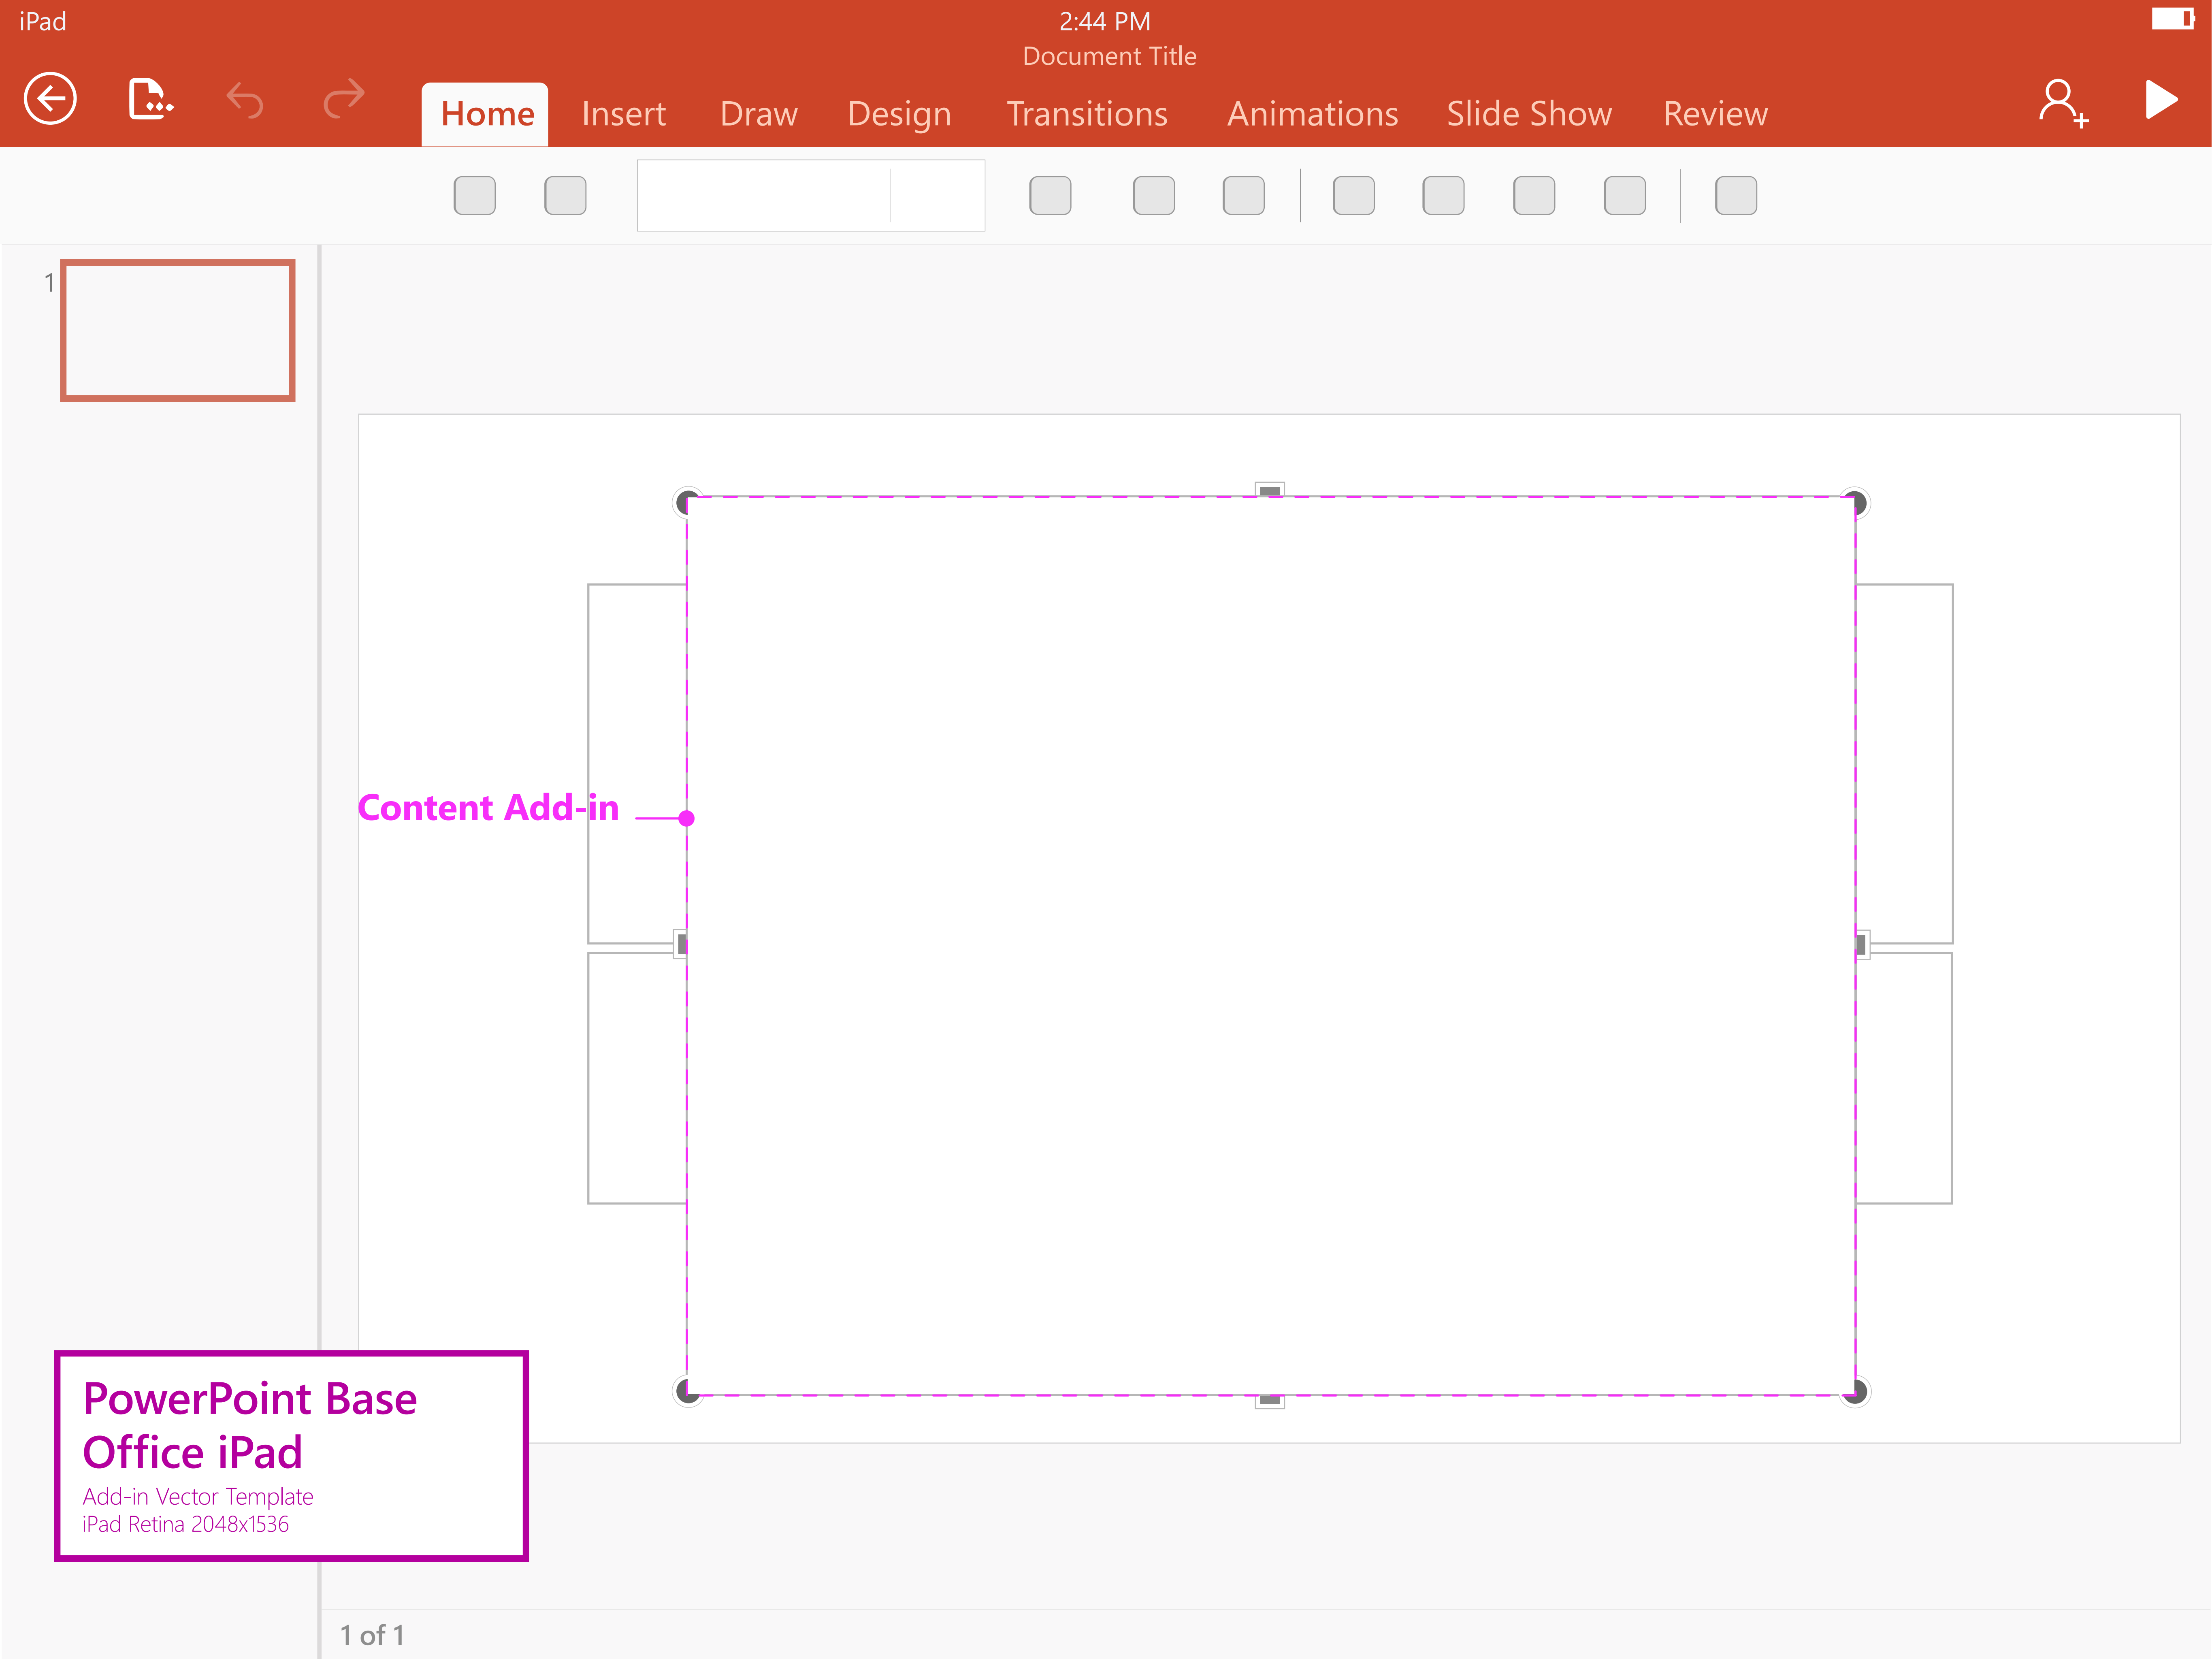 iPad
2:44 PM
Document Title
Home Insert Draw Design Transitions Animations Slide Show Review
1
Content Add-in
PowerPoint Base
Office iPad
Add-in Vector Template
iPad Retina 2048x1536
1 of 1